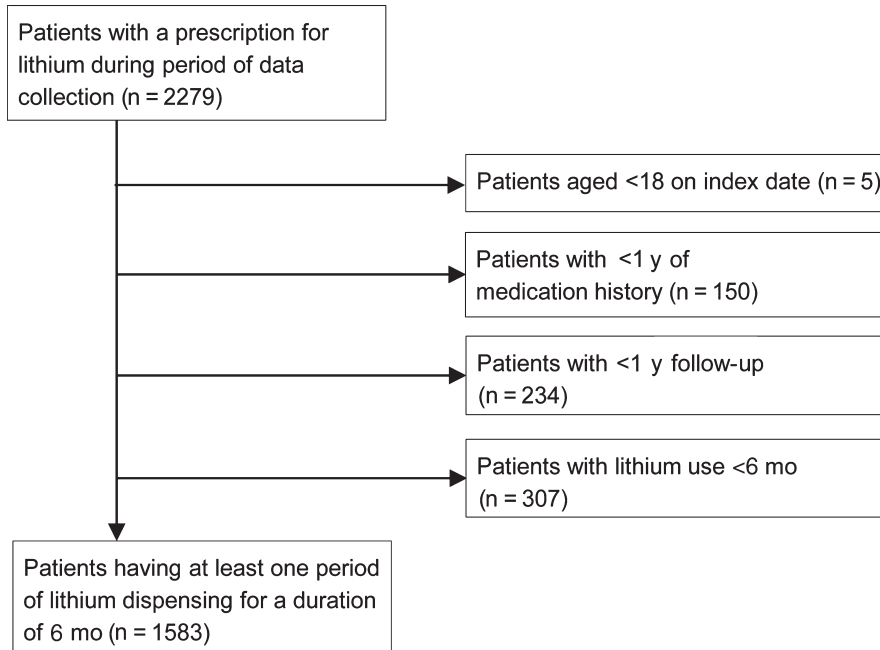 Patients with a prescription for
lithium during period of data
collection (n = 2279)
Patients aged <18 on index date (n = 5)
Patients with <1 y of
medication history (n = 150)
Patients with <1 y follow-up
(n = 234)
Patients with lithium use <6 mo
(n = 307)
Patients having at least one period
of lithium dispensing for a duration
of 6 mo (n = 1583)